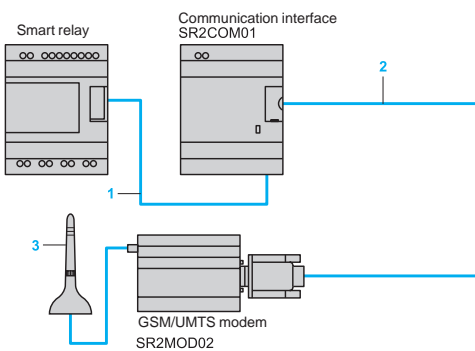 Smart relay
Communication interface
SR2COM01
2
1
3
GSM/UMTS modem
SR2MOD02